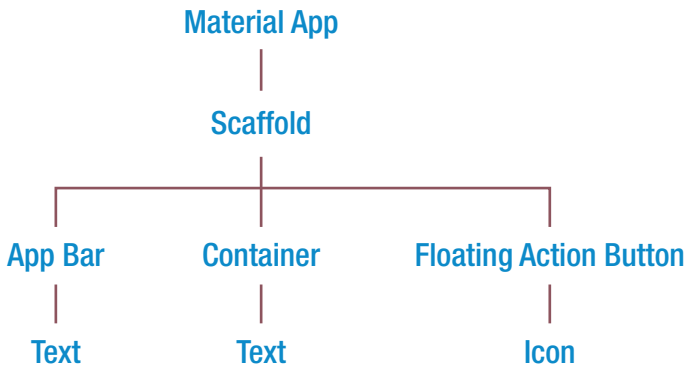 Material App
Scaffold
App Bar Container Floating Action Button
Text Text Icon